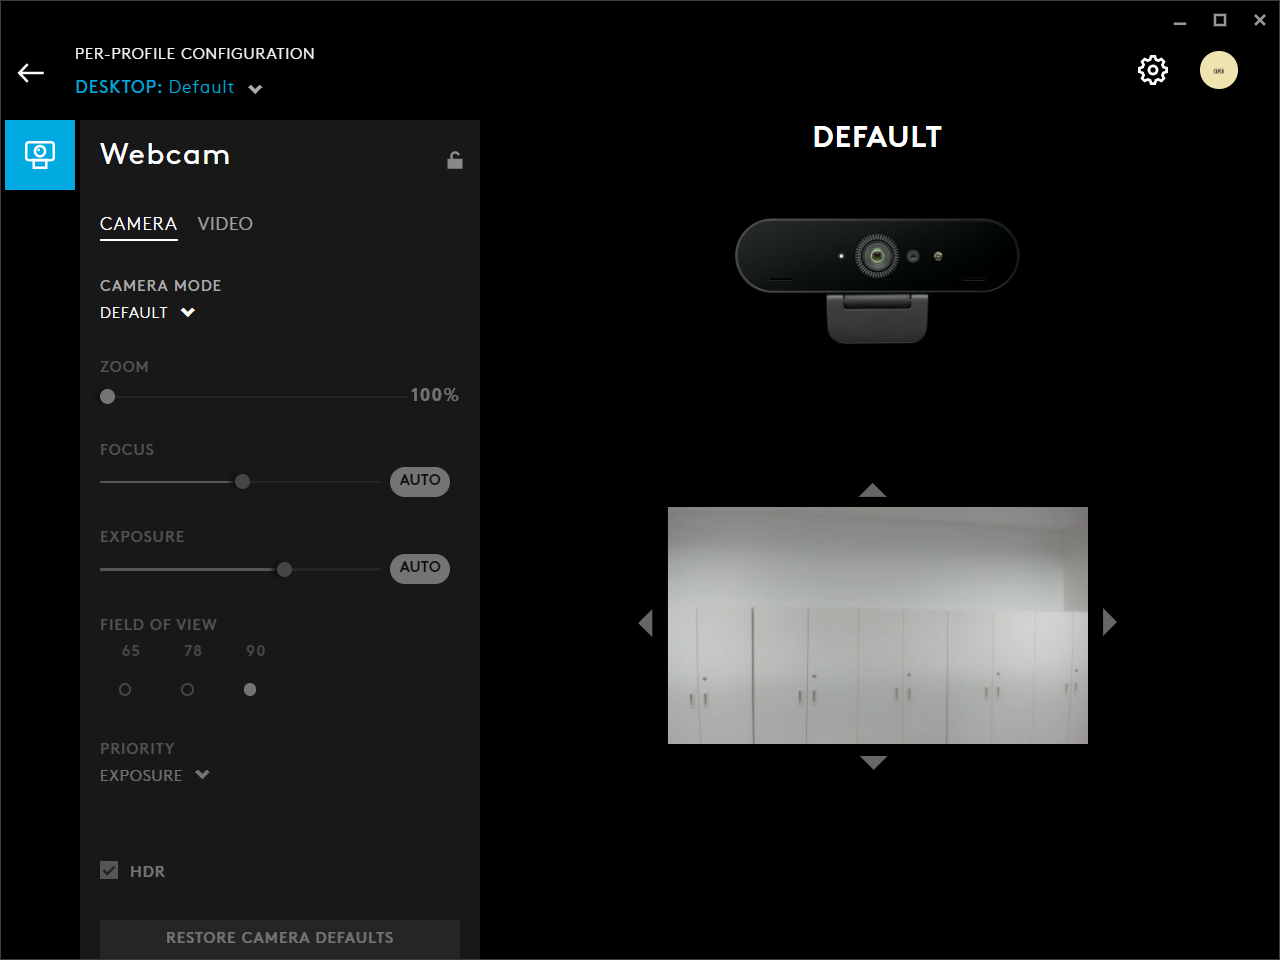 PER-PROFILE CONFIGURATION
DESKTOP: Default
Webcam
CAMERA VIDEO
CAMERA MODE
DEFAULT
ZOOM
100%
FOCUS
AUTO
EXPOSURE
AUTO
FIELD OF VIEW
65 78 90
PRIORITY
EXPOSURE
HDR
RESTORE CAMERA DEFAULTS
DEFAULT